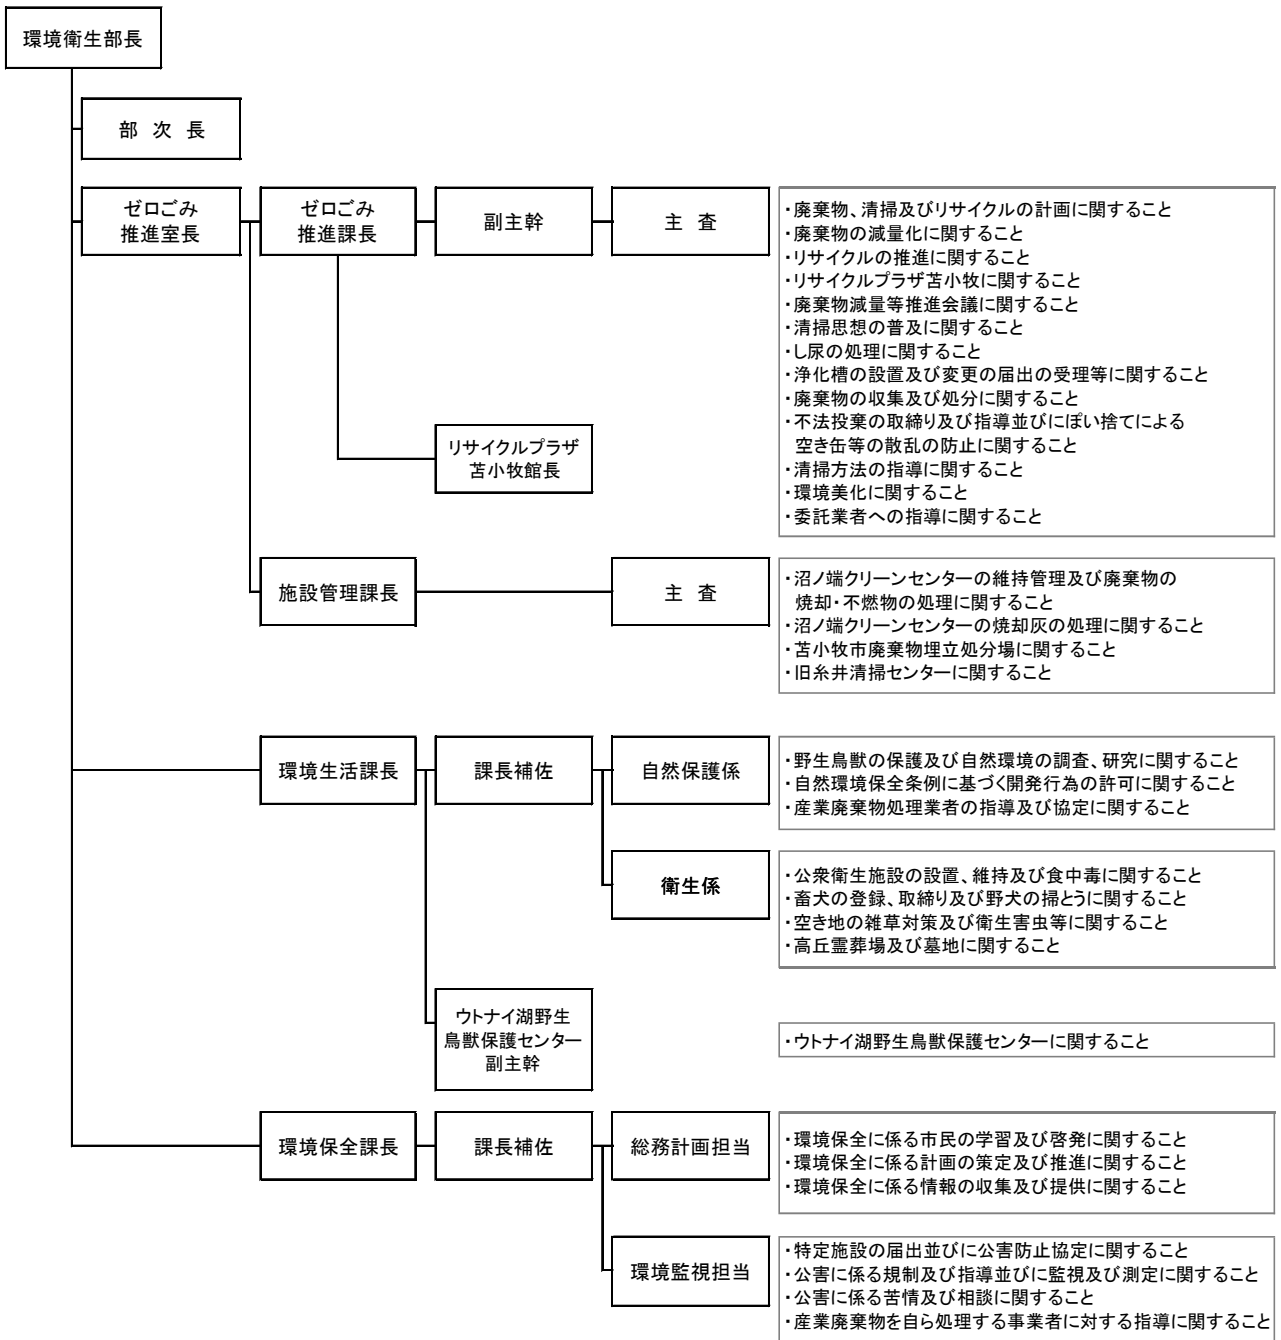 環境衛生部長
部 次 長
ゼロごみ
推進室長
ゼロごみ
推進課長
副主幹
主 査
・廃棄物、清掃及びリサイクルの計画に関すること
・廃棄物の減量化に関すること
・リサイクルの推進に関すること
・リサイクルプラザ苫小牧に関すること
・廃棄物減量等推進会議に関すること
・清掃思想の普及に関すること
・し尿の処理に関すること
・浄化槽の設置及び変更の届出の受理等に関すること
・廃棄物の収集及び処分に関すること
・不法投棄の取締り及び指導並びにぽい捨てによる
空き缶等の散乱の防止に関すること
・清掃方法の指導に関すること
・環境美化に関すること
・委託業者への指導に関すること
リサイクルプラザ
苫小牧館長
施設管理課長
主 査
・沼ノ端クリーンセンターの維持管理及び廃棄物の
焼却・不燃物の処理に関すること
・沼ノ端クリーンセンターの焼却灰の処理に関すること
・苫小牧市廃棄物埋立処分場に関すること
・旧糸井清掃センターに関すること
環境生活課長
課長補佐
自然保護係
・野生鳥獣の保護及び自然環境の調査、研究に関すること
・自然環境保全条例に基づく開発行為の許可に関すること
・産業廃棄物処理業者の指導及び協定に関すること
衛生係
・公衆衛生施設の設置、維持及び食中毒に関すること
・畜犬の登録、取締り及び野犬の掃とうに関すること
・空き地の雑草対策及び衛生害虫等に関すること
・高丘霊葬場及び墓地に関すること
ウトナイ湖野生
鳥獣保護センター
副主幹
・ウトナイ湖野生鳥獣保護センターに関すること
環境保全課長
課長補佐
総務計画担当
・環境保全に係る市民の学習及び啓発に関すること
・環境保全に係る計画の策定及び推進に関すること
・環境保全に係る情報の収集及び提供に関すること
環境監視担当
・特定施設の届出並びに公害防止協定に関すること
・公害に係る規制及び指導並びに監視及び測定に関すること
・公害に係る苦情及び相談に関すること
・産業廃棄物を自ら処理する事業者に対する指導に関すること